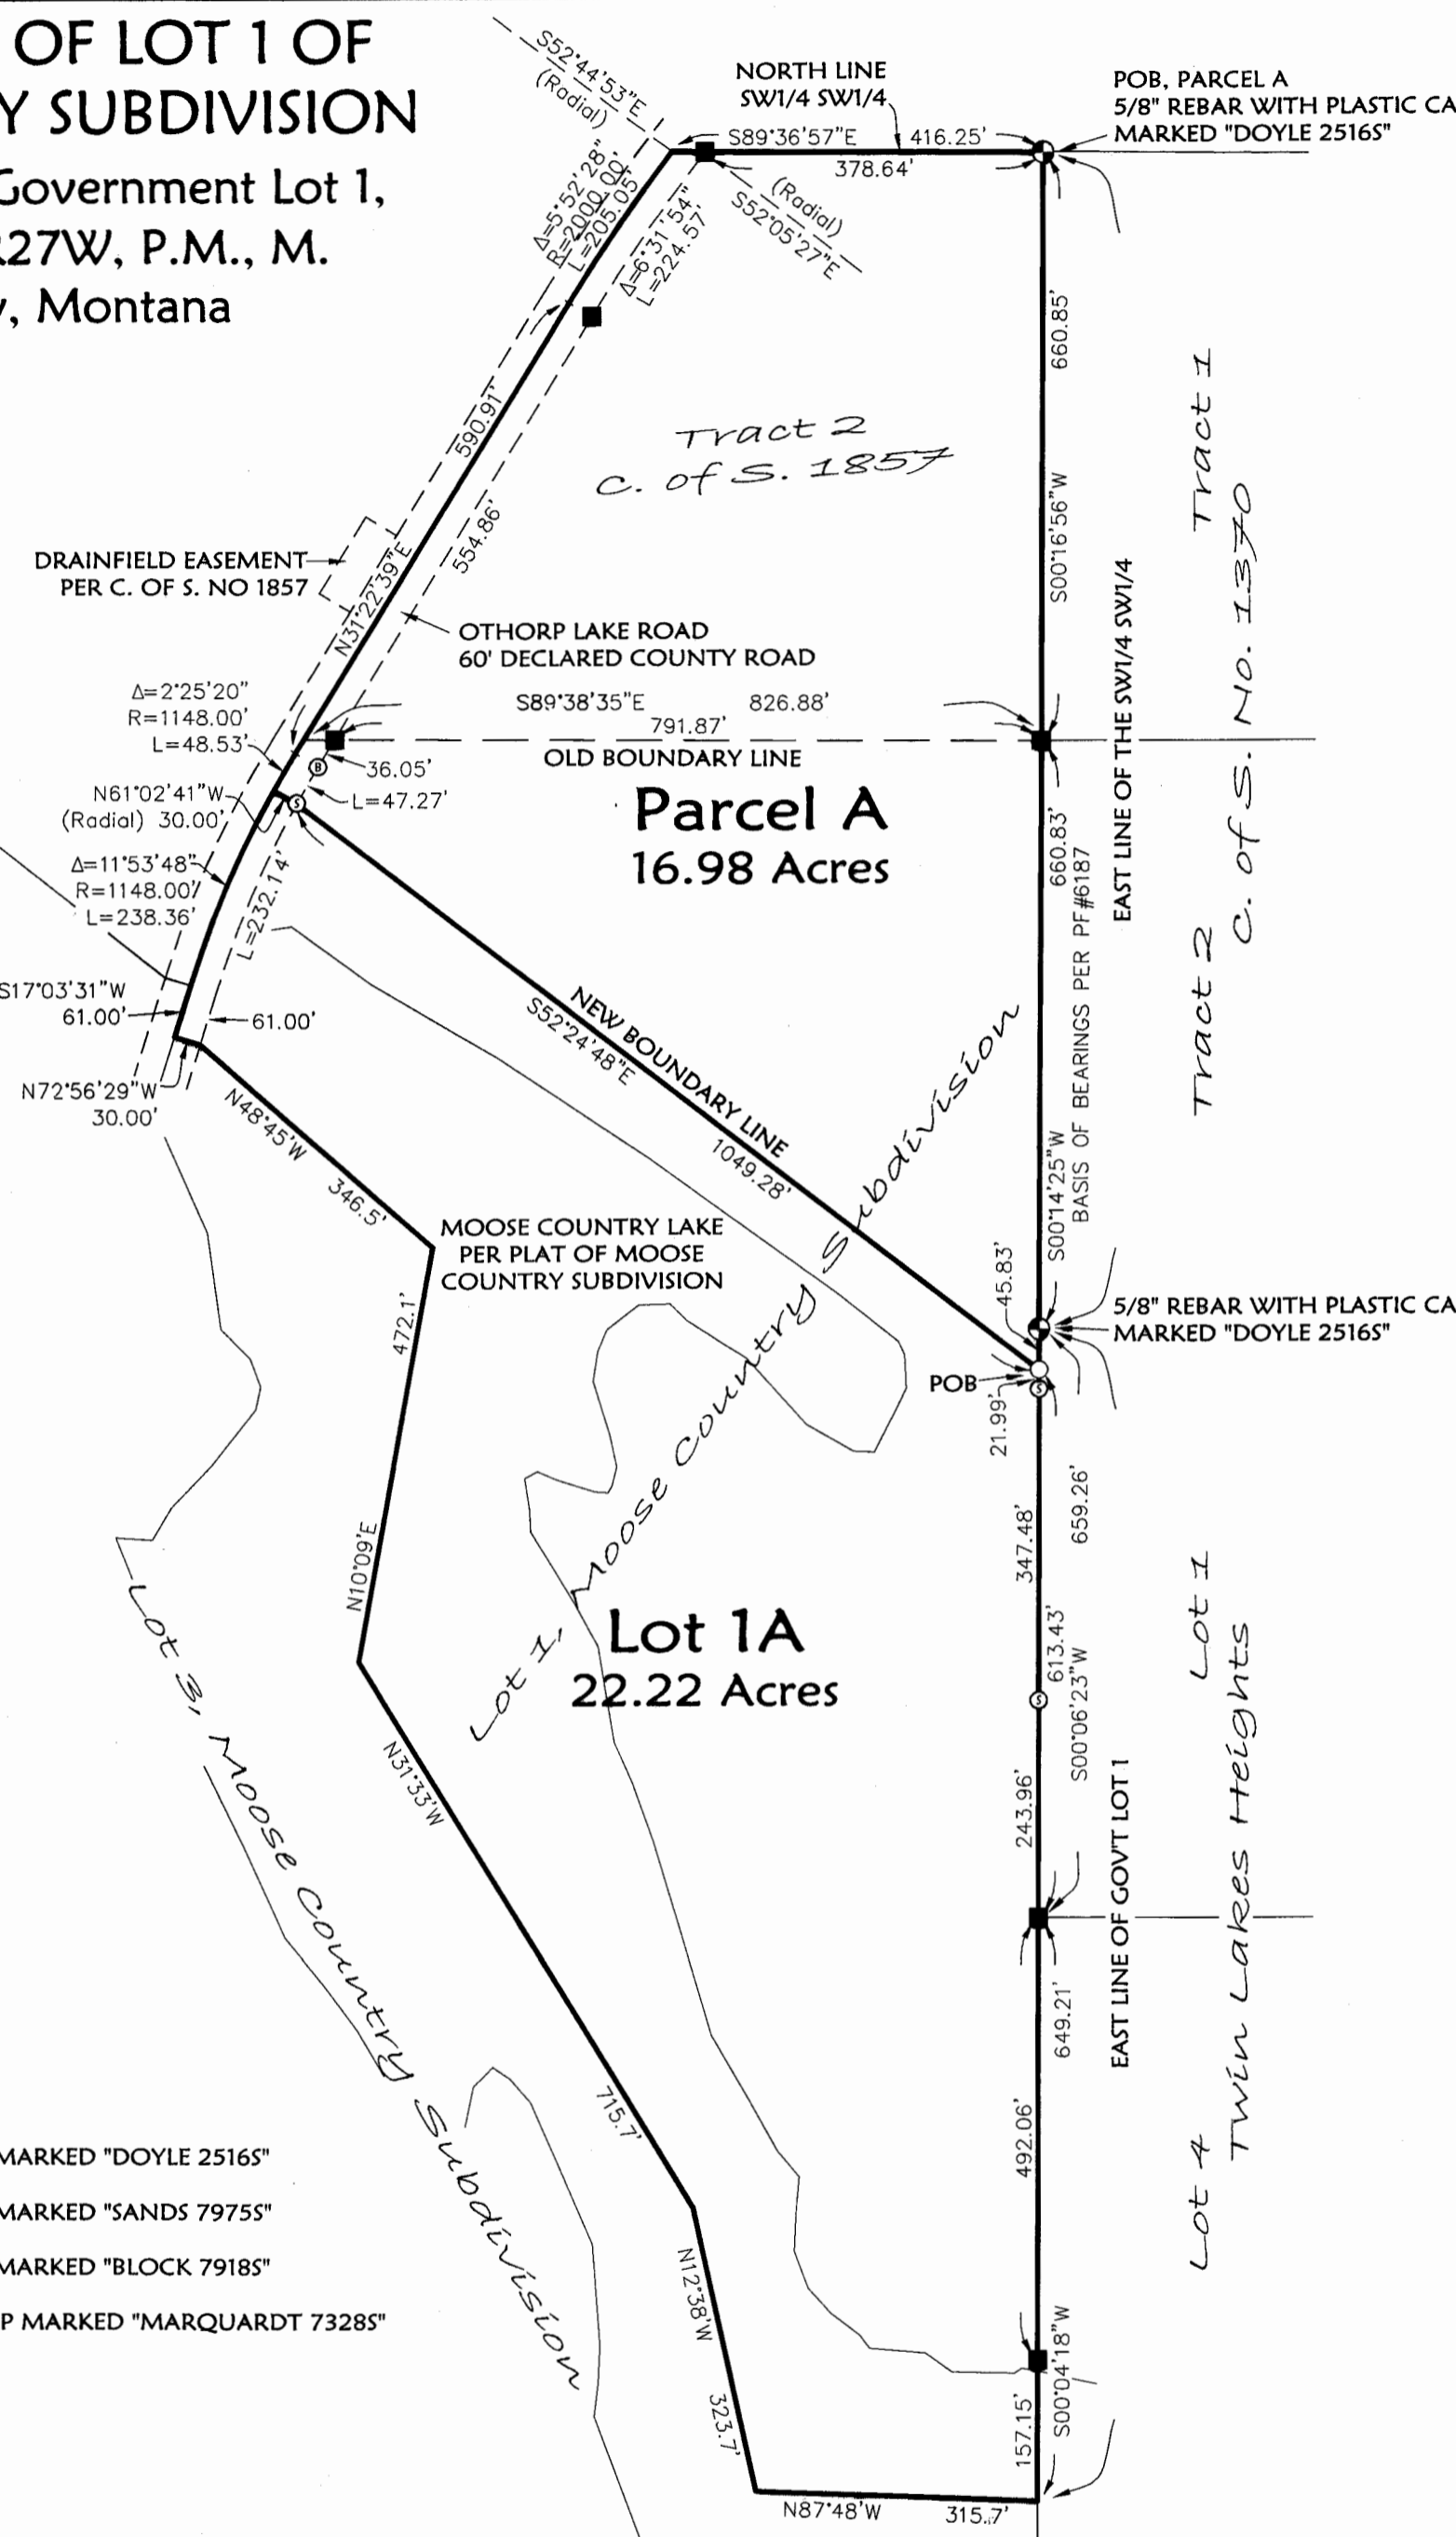 OF LOT 1 OF
Y SUBDIVISION
Government Lot 1,
R27W, P.M., M.
, Montana
S52°44'53"E
(Radial)
NORTH LINE
SW1/4 SW1/4
S89°36'57"E 416.25'
378.64'
POB, PARCEL A
5/8" REBAR WITH PLASTIC CA
MARKED "DOYLE 2516S"
Δ=5°52'28"
R=2000.00'
L=205.05'
Δ=6°31'54"
L=224.57'
(Radial)
S52°05'27"E
660.85'
S00°16'56"W
Tract 1
590.91'
554.86'
N31°22'39"E
Tract 2
C. of S. 1857
DRAINFIELD EASEMENT
PER C. OF S. NO 1857
OTHORP LAKE ROAD
60' DECLARED COUNTY ROAD
EAST LINE OF THE SW1/4 SW1/4
C. of S. No. 1370
Δ=2°25'20"
R=1148.00'
L=48.53'
S89°38'35"E 826.88'
791.87'
OLD BOUNDARY LINE
B
36.05'
S
L=47.27'
N61°02'41"W
(Radial) 30.00'
Parcel A
16.98 Acres
660.83'
BASIS OF BEARINGS PER PF#6187
Δ=11°53'48"
R=1148.00'
L=238.36'
L=232.14'
Tract 2
S17°03'31"W
61.00'
61.00'
NEW BOUNDARY LINE
S52°24'48"E
1049.28'
N72°56'29"W
30.00'
N48°45'W
346.5'
S00°14'25"W
MOOSE COUNTRY LAKE
PER PLAT OF MOOSE
COUNTRY SUBDIVISION
472.1'
N10°09'E
45.83'
5/8" REBAR WITH PLASTIC CA
MARKED "DOYLE 2516S"
POB
S
21.99'
Lot 1, Moose Country Subdivision
347.48'
659.26'
613.43'
S00°06'23"W
S
Lot 1A
22.22 Acres
Lot 1
Twin Lakes Heights
Lot 3, Moose Country Subdivision
N31°33'W
715.7'
243.96'
EAST LINE OF GOV'T LOT 1
649.21'
492.06'
Lot 4
MARKED "DOYLE 2516S"
MARKED "SANDS 7975S"
MARKED "BLOCK 7918S"
P MARKED "MARQUARDT 7328S"
N12°38'W
323.7'
S00°04'18"W
157.15'
N87°48'W 315.7'